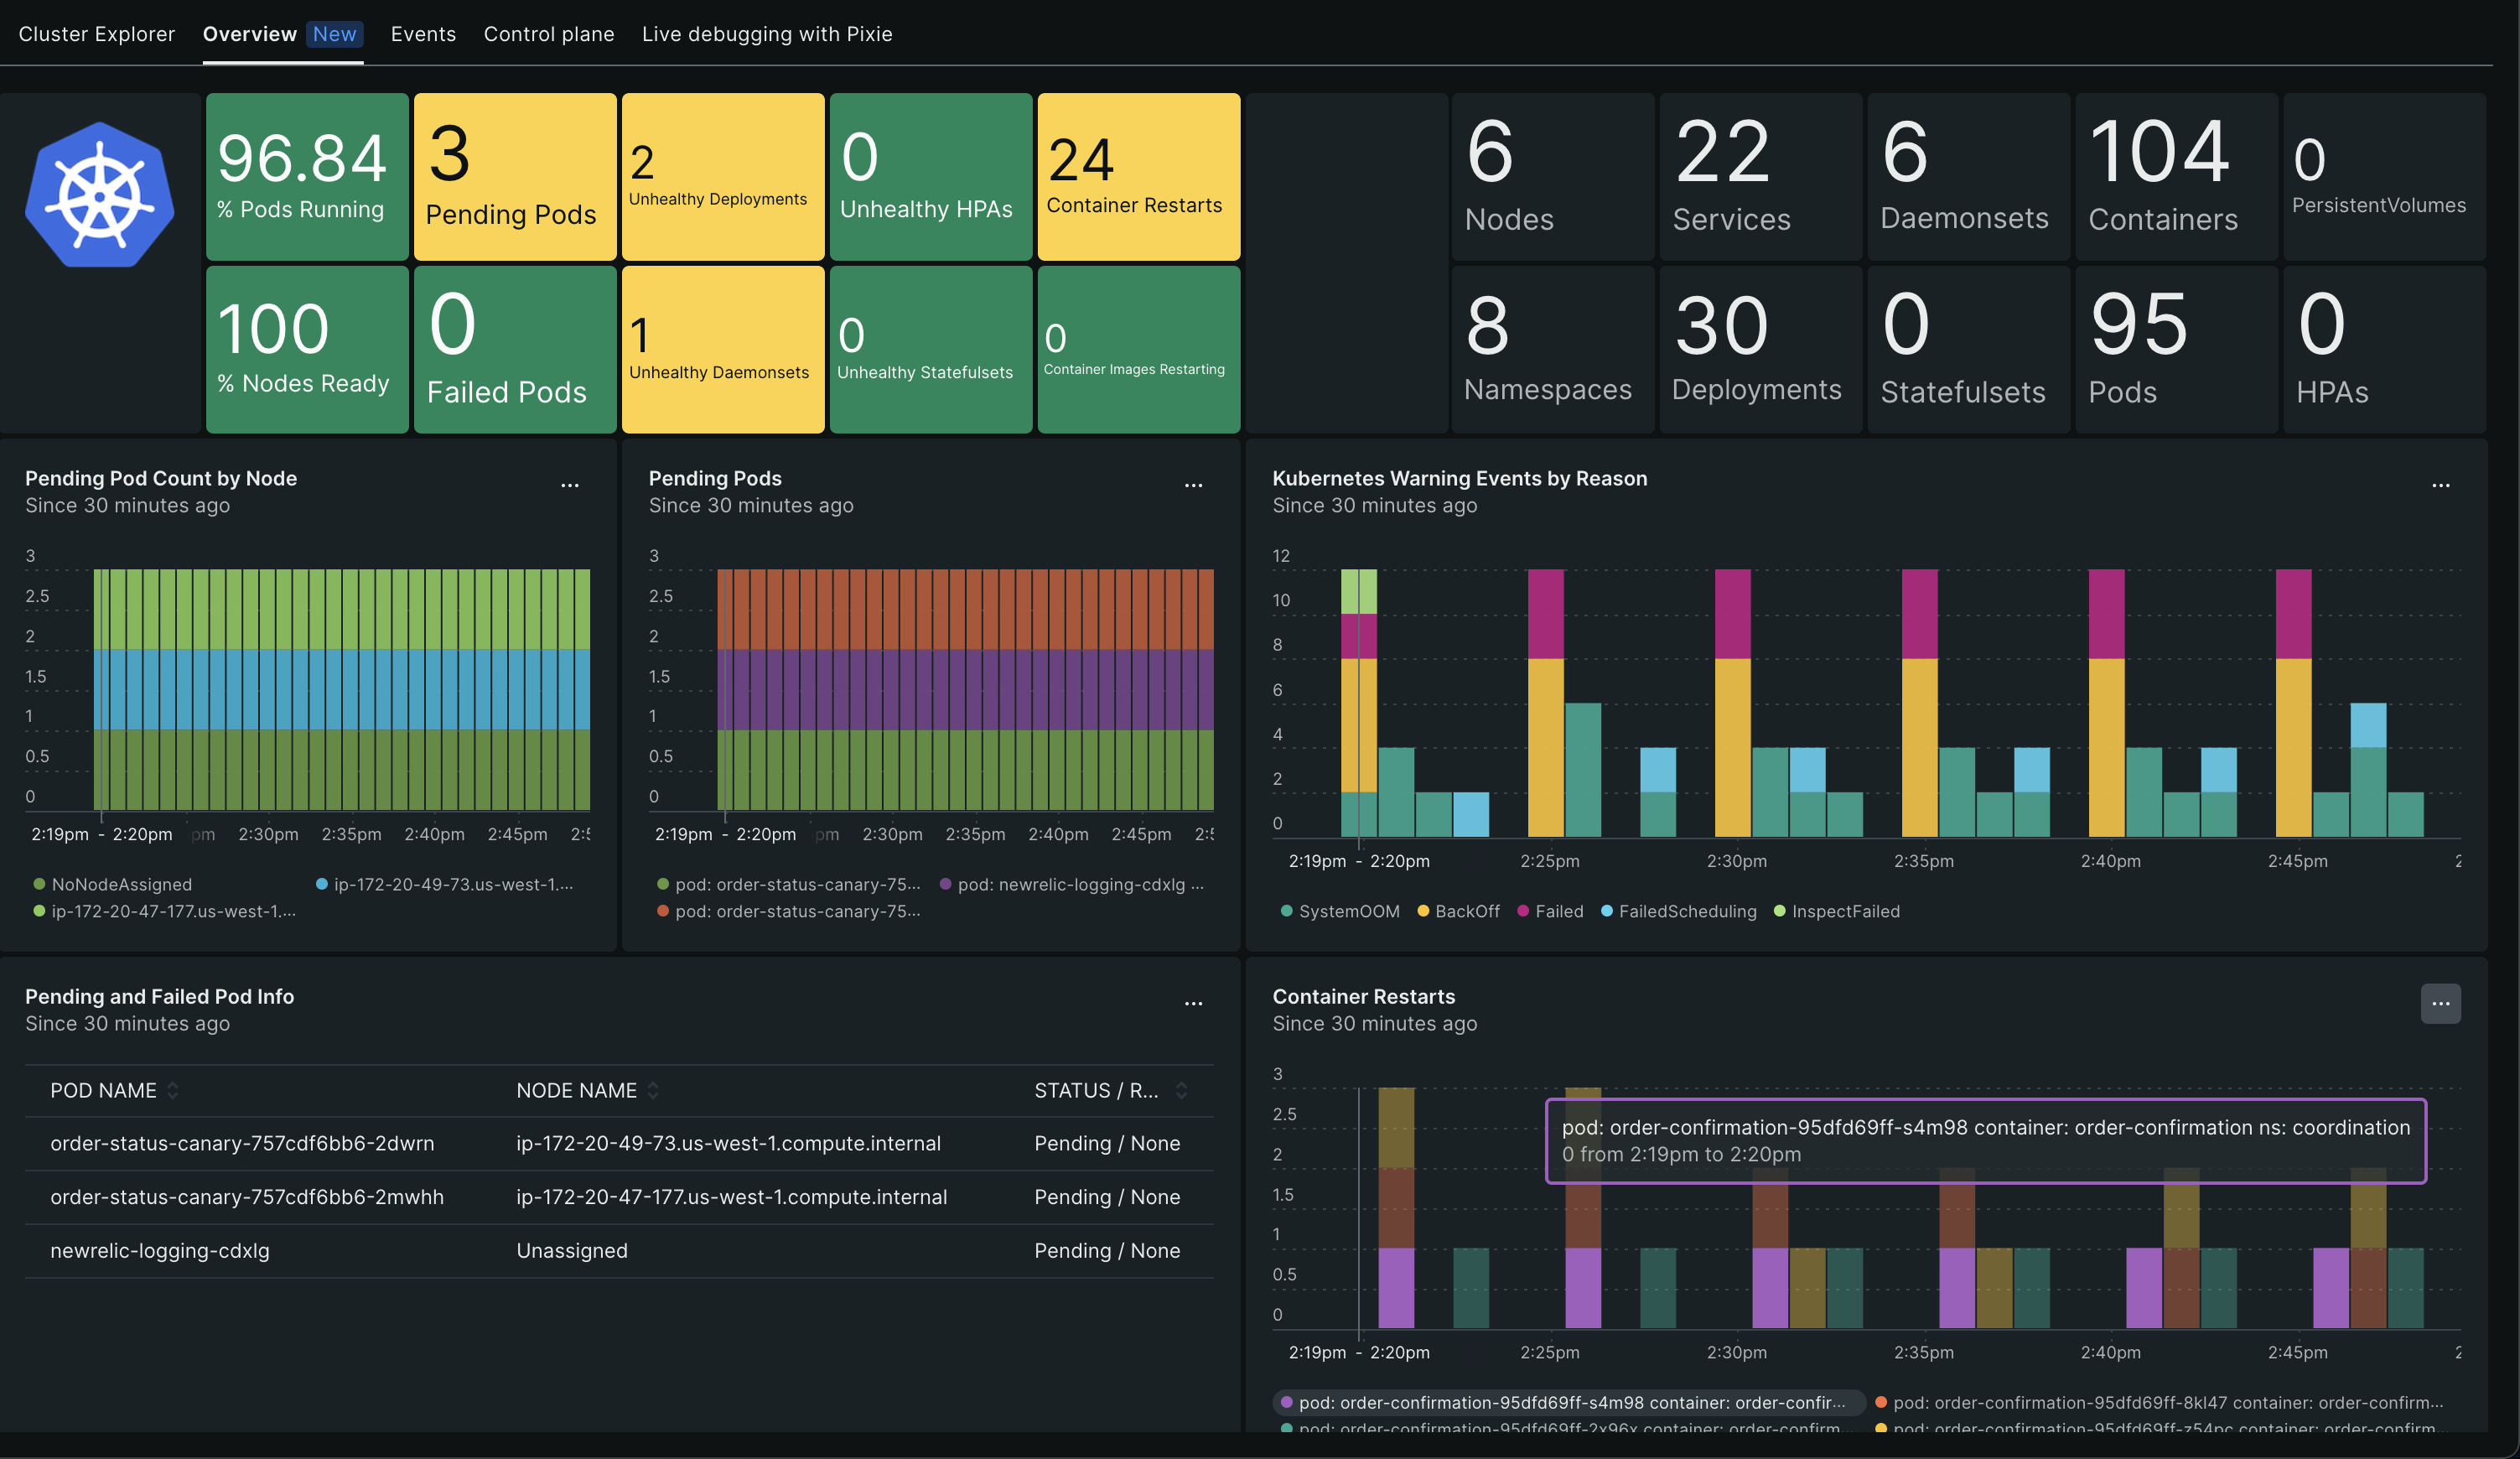 Cluster Explorer Overview New Events Control plane Live debugging with Pixie
96.84
% Pods Running
3
Pending Pods
2
Unhealthy Deployments
0
Unhealthy HPAs
24
Container Restarts
6
Nodes
22
Services
6
Daemonsets
104
Containers
0
PersistentVolumes
100
% Nodes Ready
0
Failed Pods
1
Unhealthy Daemonsets
0
Unhealthy Statefulsets
0
Container Images Restarting
8
Namespaces
30
Deployments
0
Statefulsets
95
Pods
0
HPAs
Pending Pod Count by Node
...
Since 30 minutes ago
3
2.5
2
1.5
1
0.5
0
2:19pm - 2:20pm pm 2:30pm 2:35pm 2:40pm 2:45pm 2:5
NoNodeAssigned ip-172-20-49-73.us-west-1....
ip-172-20-47-177.us-west-1....
Pending Pods
...
Since 30 minutes ago
3
2.5
2
1.5
1
0.5
0
2:19pm - 2:20pm pm 2:30pm 2:35pm 2:40pm 2:45pm 2:5
pod: order-status-canary-75... pod: newrelic-logging-cdxlg ...
pod: order-status-canary-75...
Kubernetes Warning Events by Reason
...
Since 30 minutes ago
12
10
8
6
4
2
0
2:19pm - 2:20pm 2:25pm 2:30pm 2:35pm 2:40pm 2:45pm 2
SystemOOM BackOff Failed FailedScheduling InspectFailed
Pending and Failed Pod Info
...
Since 30 minutes ago
POD NAME NODE NAME STATUS / R...
order-status-canary-757cdf6bb6-2dwrn ip-172-20-49-73.us-west-1.compute.internal Pending / None
order-status-canary-757cdf6bb6-2mwhh ip-172-20-47-177.us-west-1.compute.internal Pending / None
newrelic-logging-cdxlg Unassigned Pending / None
Container Restarts
...
Since 30 minutes ago
3
2.5
2
1.5
1
0.5
0
pod: order-confirmation-95dfd69ff-s4m98 container: order-confirmation ns: coordination
0 from 2:19pm to 2:20pm
2:19pm - 2:20pm 2:25pm 2:30pm 2:35pm 2:40pm 2:45pm 2
pod: order-confirmation-95dfd69ff-s4m98 container: order-confir... pod: order-confirmation-95dfd69ff-8kl47 container: order-confirm...
pod: order-confirmation-95dfd69ff-2x96x container: order-confirm... pod: order-confirmation-95dfd69ff-z54pc container: order-confirm...